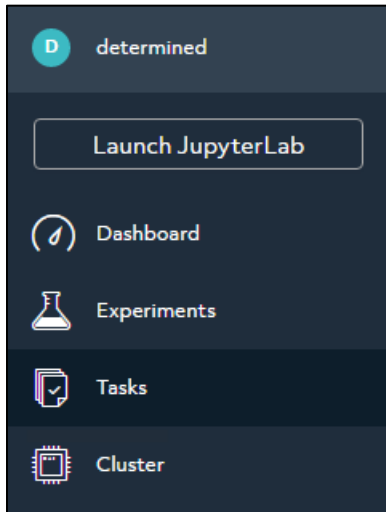 D determined
Launch JupyterLab
Dashboard
Experiments
Tasks
Cluster